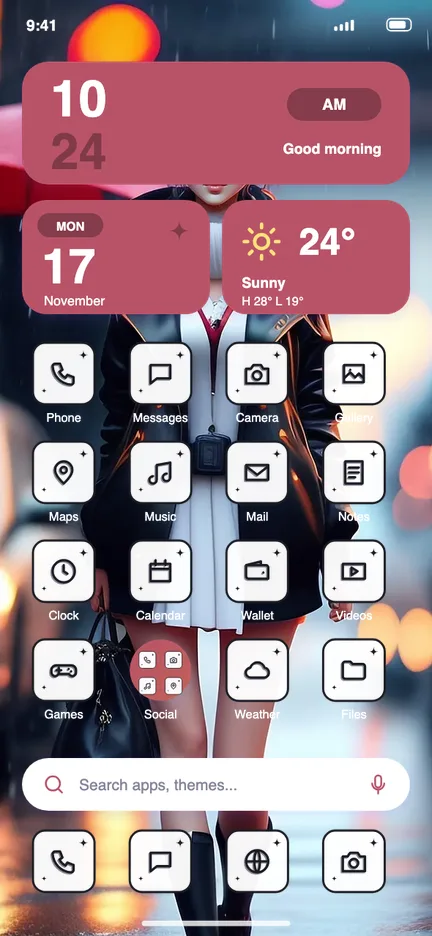 9:41
10
24
AM
Good morning
MON
17
November
24°
Sunny
H 28° L 19°
Phone
Messages
Camera
Gallery
Maps
Music
Mail
Notes
Clock
Calendar
Wallet
Videos
Games
Social
Weather
Files
Search apps, themes...